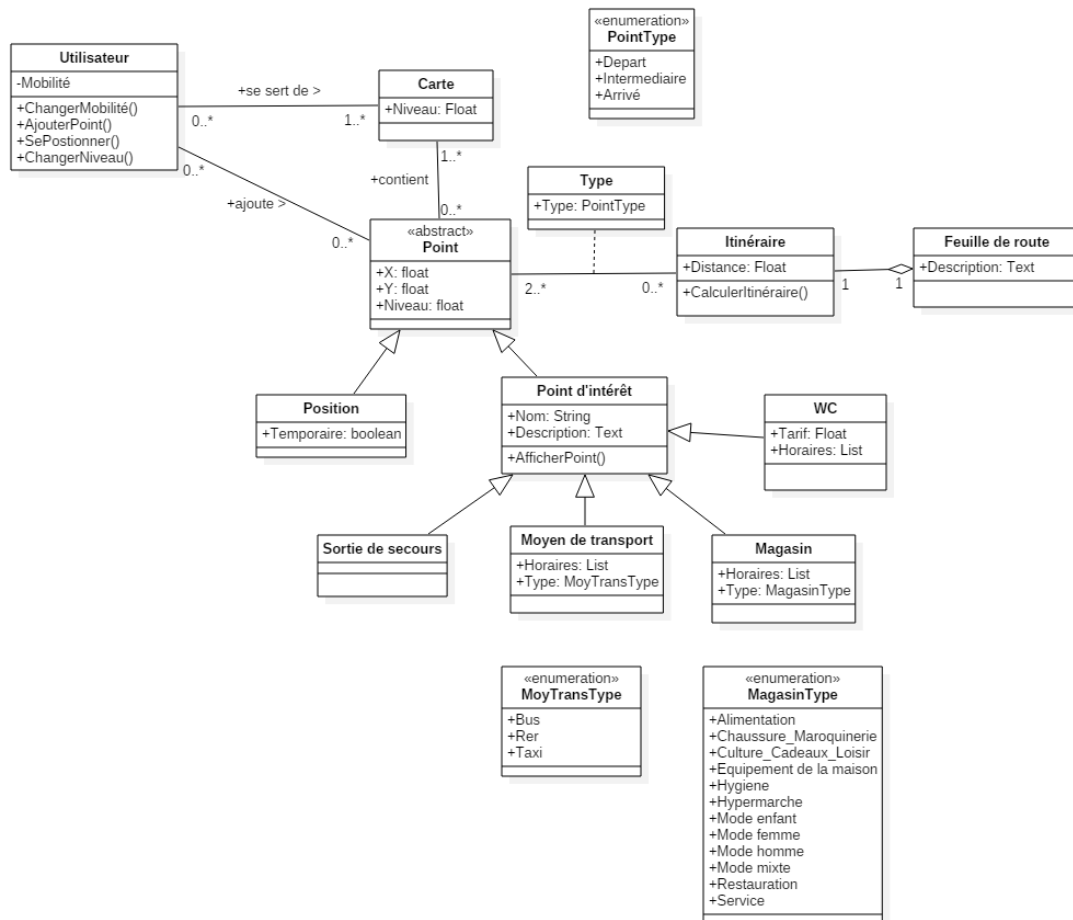 «enumeration»
PointType
+Depart
+Intermediaire
+Arrivé
Utilisateur
-Mobilité
+ChangerMobilité()
+AjouterPoint()
+SePostionner()
+ChangerNiveau()
+se sert de >
0..*
1..*
Carte
+Niveau: Float
1..*
+contient
0..*
0..*
+ajoute >
0..*
Type
+Type: PointType
«abstract»
Point
+X: float
+Y: float
+Niveau: float
2..*
0..*
Itinéraire
+Distance: Float
+CalculerItinéraire()
1
1
Feuille de route
+Description: Text
Position
+Temporaire: boolean
Point d'intérêt
+Nom: String
+Description: Text
+AfficherPoint()
WC
+Tarif: Float
+Horaires: List
Sortie de secours
Moyen de transport
+Horaires: List
+Type: MoyTransType
Magasin
+Horaires: List
+Type: MagasinType
«enumeration»
MoyTransType
+Bus
+Rer
+Taxi
«enumeration»
MagasinType
+Alimentation
+Chaussure_Maroquinerie
+Culture_Cadeaux_Loisir
+Equipement de la maison
+Hygiene
+Hypermarche
+Mode enfant
+Mode femme
+Mode homme
+Mode mixte
+Restauration
+Service